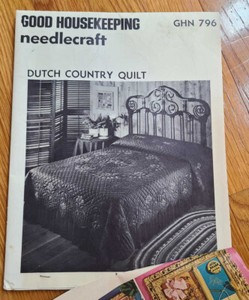 GOOD HOUSEKEEPING
GHN 796
needlecraft
DUTCH COUNTRY QUILT